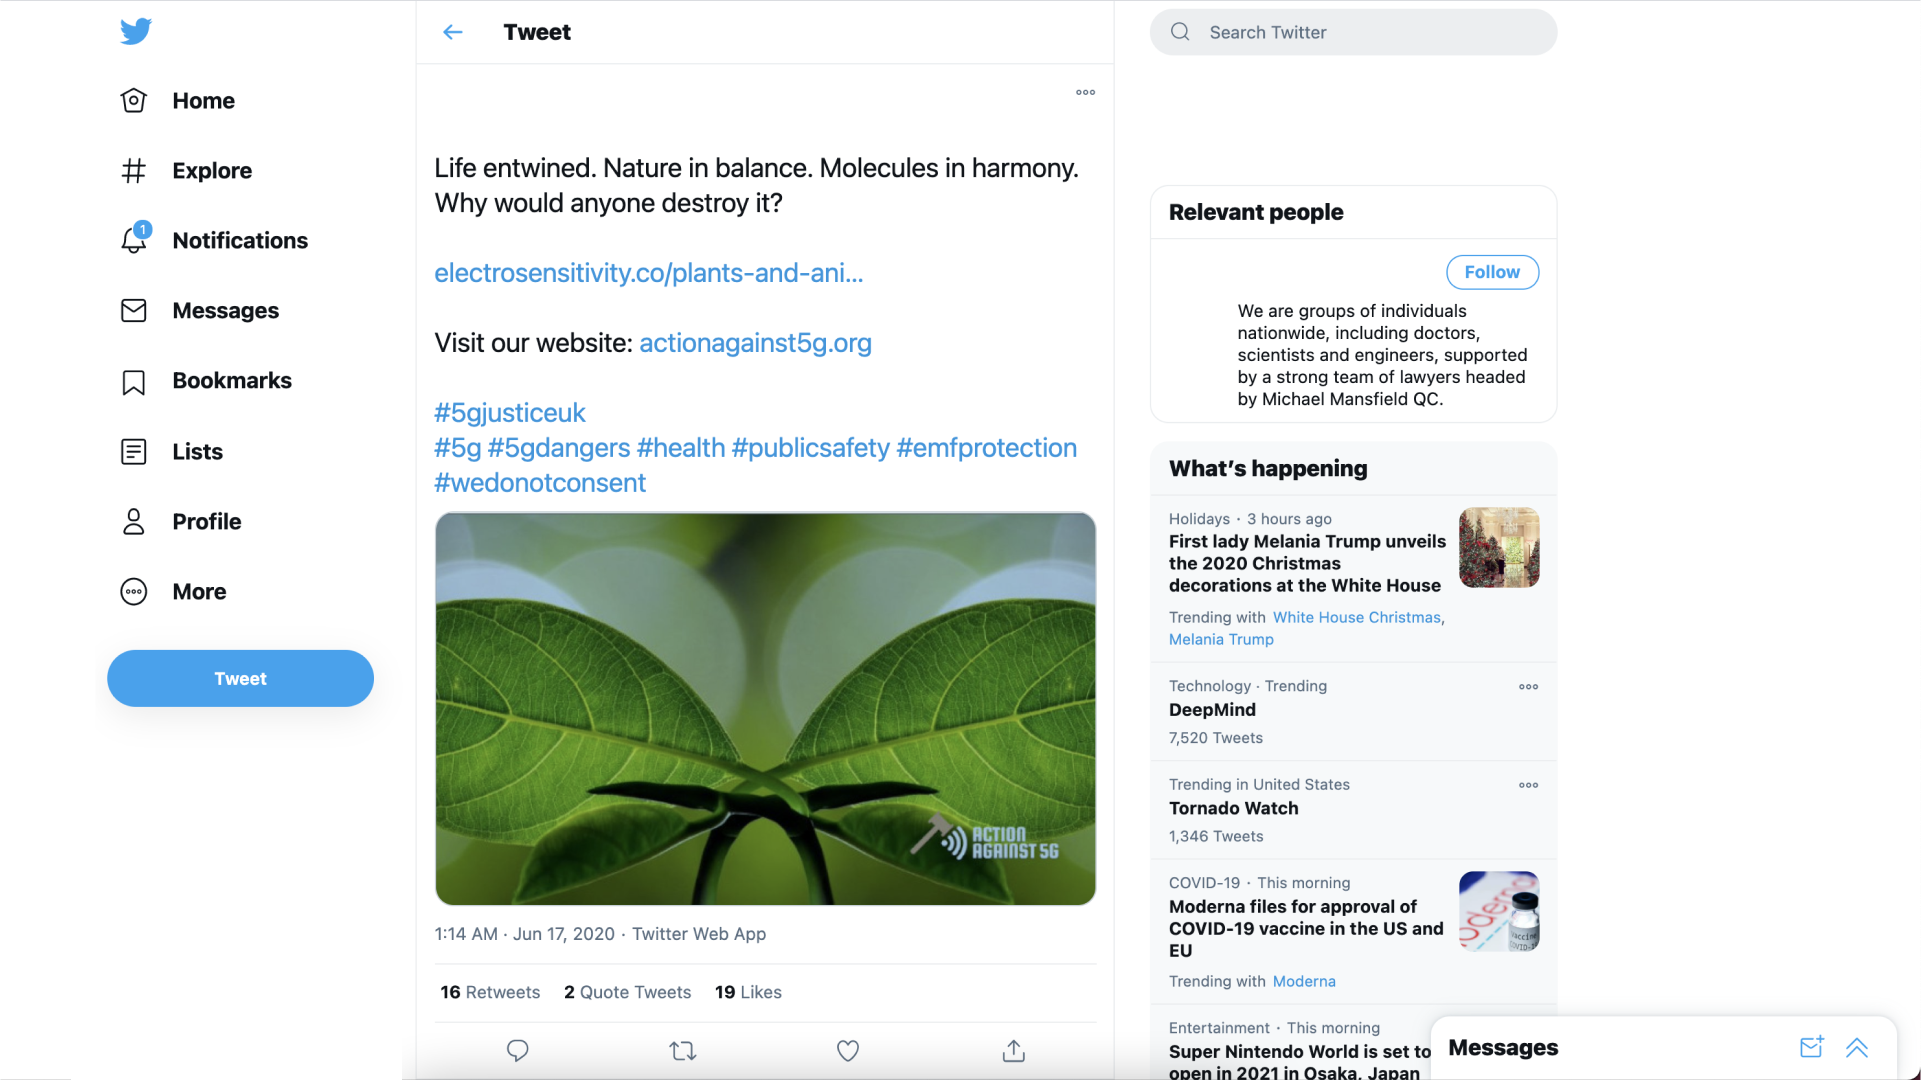 Home
Explore
1
Notifications
Messages
Bookmarks
Lists
Profile
More
Tweet
Tweet
Life entwined. Nature in balance. Molecules in harmony.
Why would anyone destroy it?
electrosensitivity.co/plants-and-ani...
Visit our website: actionagainst5g.org
#5gjusticeuk
#5g #5gdangers #health #publicsafety #emfprotection
#wedonotconsent
ACTION
AGAINST 5G
1:14 AM · Jun 17, 2020 · Twitter Web App
16 Retweets 2 Quote Tweets 19 Likes
Search Twitter
Relevant people
Follow
We are groups of individuals
nationwide, including doctors,
scientists and engineers, supported
by a strong team of lawyers headed
by Michael Mansfield QC.
What's happening
Holidays · 3 hours ago
First lady Melania Trump unveils
the 2020 Christmas
decorations at the White House
Trending with White House Christmas,
Melania Trump
Technology · Trending
DeepMind
7,520 Tweets
Trending in United States
Tornado Watch
1,346 Tweets
COVID-19 · This morning
Moderna files for approval of
COVID-19 vaccine in the US and
EU
Trending with Moderna
Entertainment · This morning
Super Nintendo World is set to
open in 2021 in Osaka, Japan
Messages